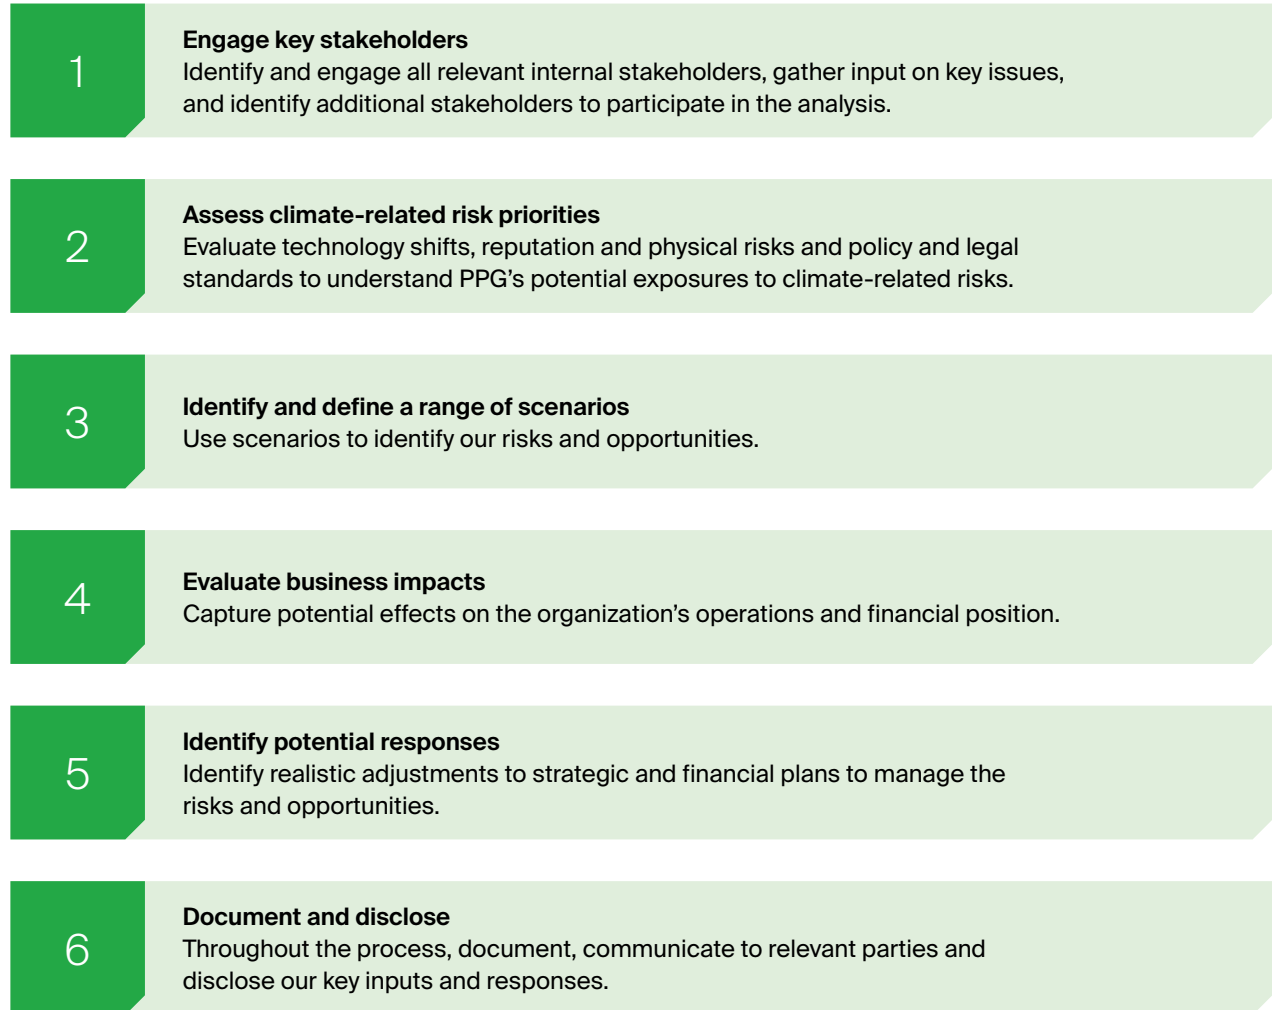 1
Engage key stakeholders
Identify and engage all relevant internal stakeholders, gather input on key issues,
and identify additional stakeholders to participate in the analysis.
2
Assess climate-related risk priorities
Evaluate technology shifts, reputation and physical risks and policy and legal
standards to understand PPG’s potential exposures to climate-related risks.
3
Identify and define a range of scenarios
Use scenarios to identify our risks and opportunities.
4
Evaluate business impacts
Capture potential effects on the organization’s operations and financial position.
5
Identify potential responses
Identify realistic adjustments to strategic and financial plans to manage the
risks and opportunities.
6
Document and disclose
Throughout the process, document, communicate to relevant parties and
disclose our key inputs and responses.